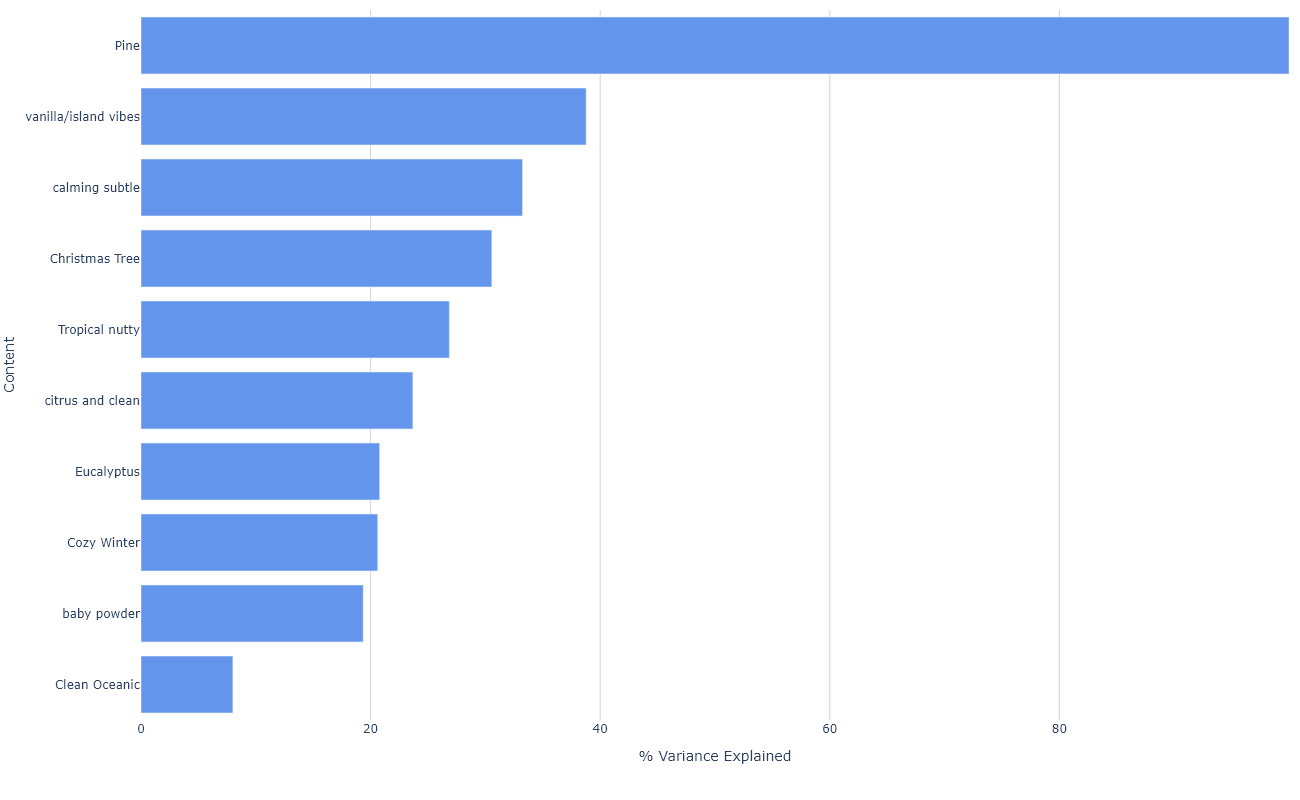 Pine
vanilla/island vibes
calming subtle
Christmas Tree
Tropical nutty
citrus and clean
Eucalyptus
Cozy Winter
baby powder
Clean Oceanic
Content
0 20 40 60 80
% Variance Explained